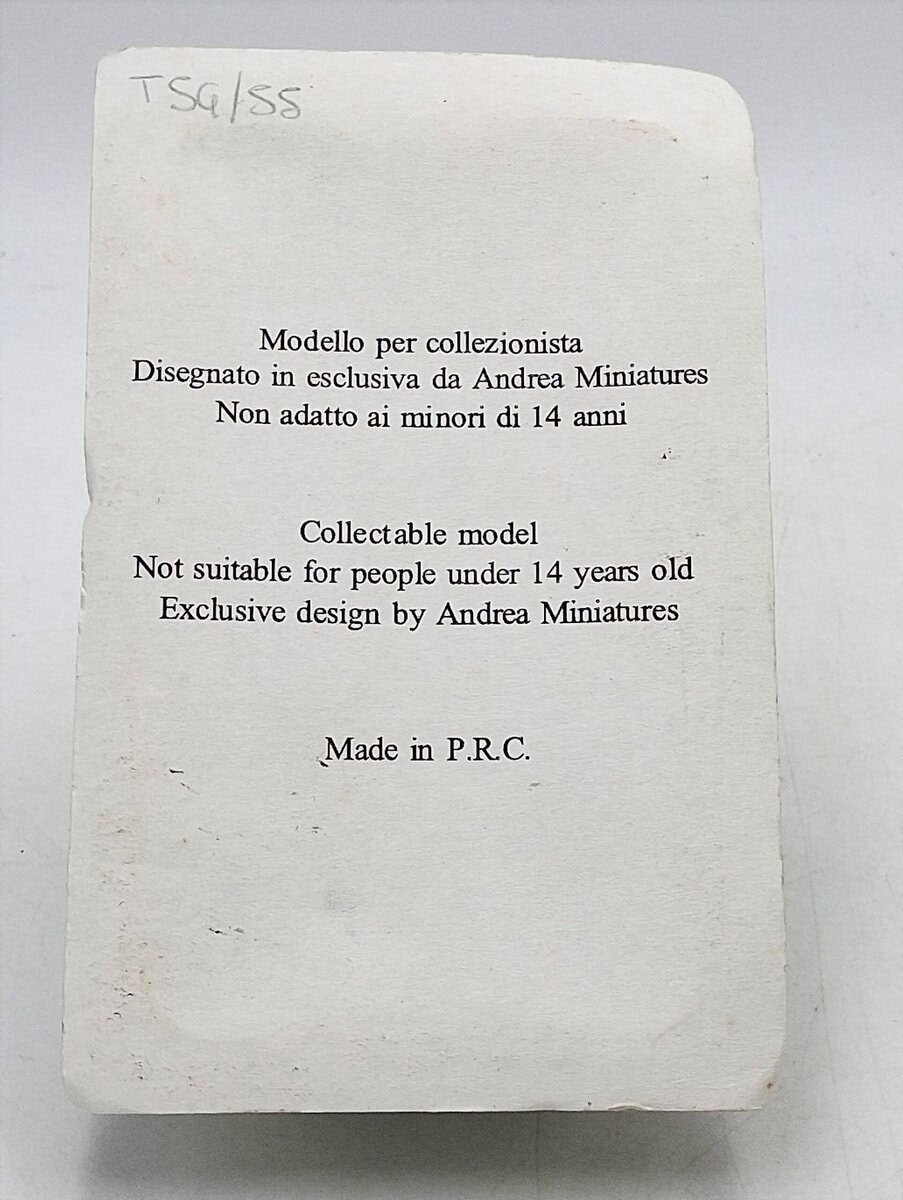 TSG/SS
Modello per collezionista
Disegnato in esclusiva da Andrea Miniatures
Non adatto ai minori di 14 anni
Collectable model
Not suitable for people under 14 years old
Exclusive design by Andrea Miniatures
Made in P.R.C.